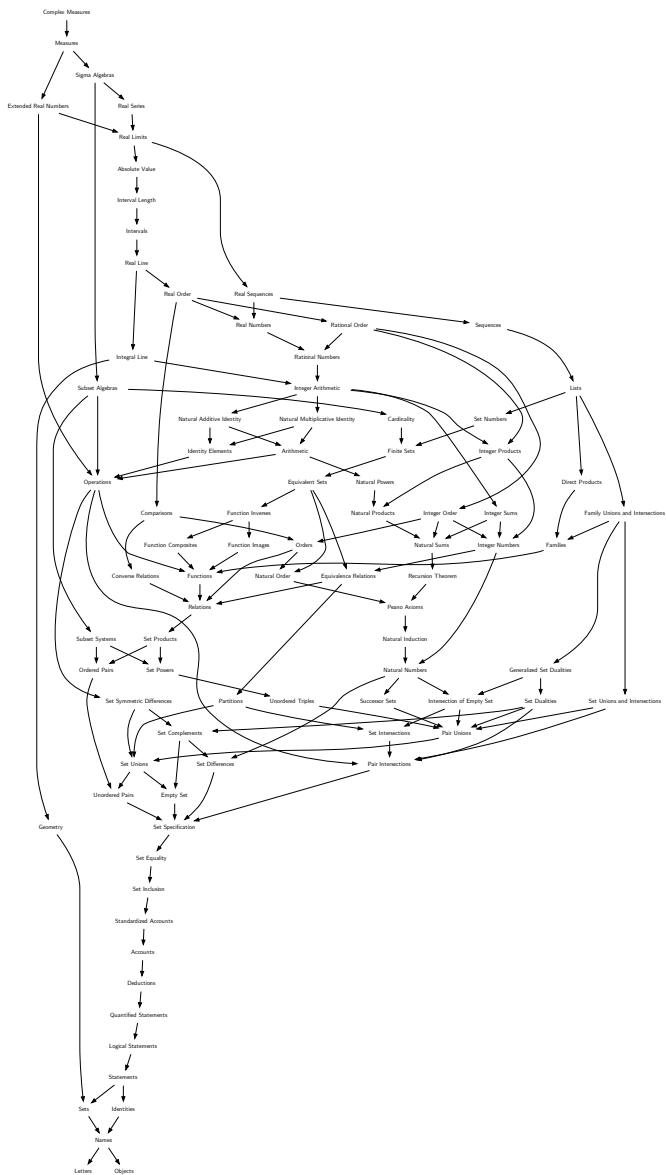 Complex Measures
Measures
Sigma Algebras
Extended Real Numbers
Real Series
Real Limits
Absolute Value
Interval Length
Intervals
Real Line
Real Order
Real Sequences
Real Numbers
Rational Order
Sequences
Integral Line
Rational Numbers
Subset Algebras
Integer Arithmetic
Lists
Natural Additive Identity
Natural Multiplicative Identity
Cardinality
Set Numbers
Identity Elements
Arithmetic
Finite Sets
Integer Products
Operations
Equivalent Sets
Natural Powers
Direct Products
Comparisons
Function Inverses
Natural Products
Integer Order
Integer Sums
Family Unions and Intersections
Function Composites
Function Images
Orders
Natural Sums
Integer Numbers
Families
Converse Relations
Functions
Natural Order
Equivalence Relations
Recursion Theorem
Relations
Peano Axioms
Subset Systems
Set Products
Natural Induction
Ordered Pairs
Set Powers
Natural Numbers
Generalized Set Dualities
Set Symmetric Differences
Partitions
Unordered Triples
Successor Sets
Intersection of Empty Set
Set Dualities
Set Unions and Intersections
Set Complements
Set Intersections
Pair Unions
Set Unions
Set Differences
Pair Intersections
Unordered Pairs
Empty Set
Geometry
Set Specification
Set Equality
Set Inclusion
Standardized Accounts
Accounts
Deductions
Quantified Statements
Logical Statements
Statements
Sets
Identities
Names
Letters
Objects